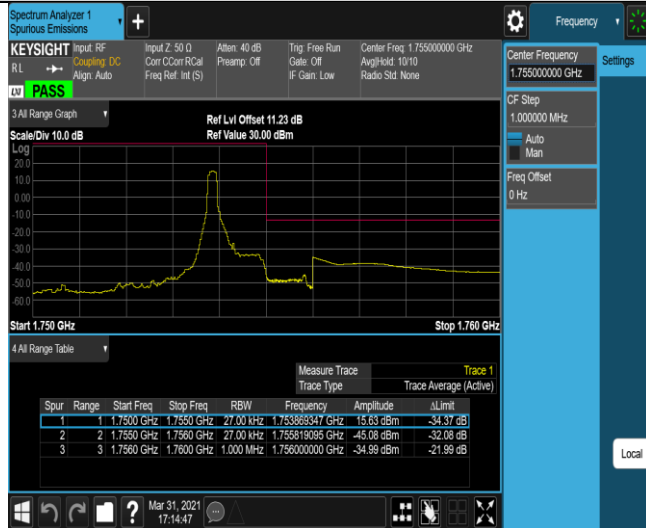 Spectrum Analyzer 1
Spurious Emissions
Frequency
KEYSIGHT Input: RF Input Z: 50 Ω Atten: 40 dB Trig: Free Run Center Freq: 1.755000000 GHz
RL Coupling: DC Corr CCorr RCal Preamp: Off Gate: Off Avg|Hold: 10/10
Align: Auto Freq Ref: Int (S) IF Gain: Low Radio Std: None
LXI PASS
3 All Range Graph
Ref Lvl Offset 11.23 dB
Scale/Div 10.0 dB Ref Value 30.00 dBm
Log
20.0
10.0
0.00
-10.0
-20.0
-30.0
-40.0
-50.0
-60.0
Start 1.750 GHz Stop 1.760 GHz
4 All Range Table
Measure Trace Trace 1
Trace Type Trace Average (Active)
Spur Range Start Freq Stop Freq RBW Frequency Amplitude ΔLimit
1 1 1.7500 GHz 1.7550 GHz 27.00 kHz 1.753869347 GHz 15.63 dBm -34.37 dB
2 2 1.7550 GHz 1.7560 GHz 27.00 kHz 1.755819095 GHz -45.08 dBm -32.08 dB
3 3 1.7560 GHz 1.7600 GHz 1.000 MHz 1.756000000 GHz -34.99 dBm -21.99 dB
Mar 31, 2021
17:14:47
Center Frequency
1.755000000 GHz
Settings
CF Step
1.000000 MHz
Auto
Man
Freq Offset
0 Hz
Local